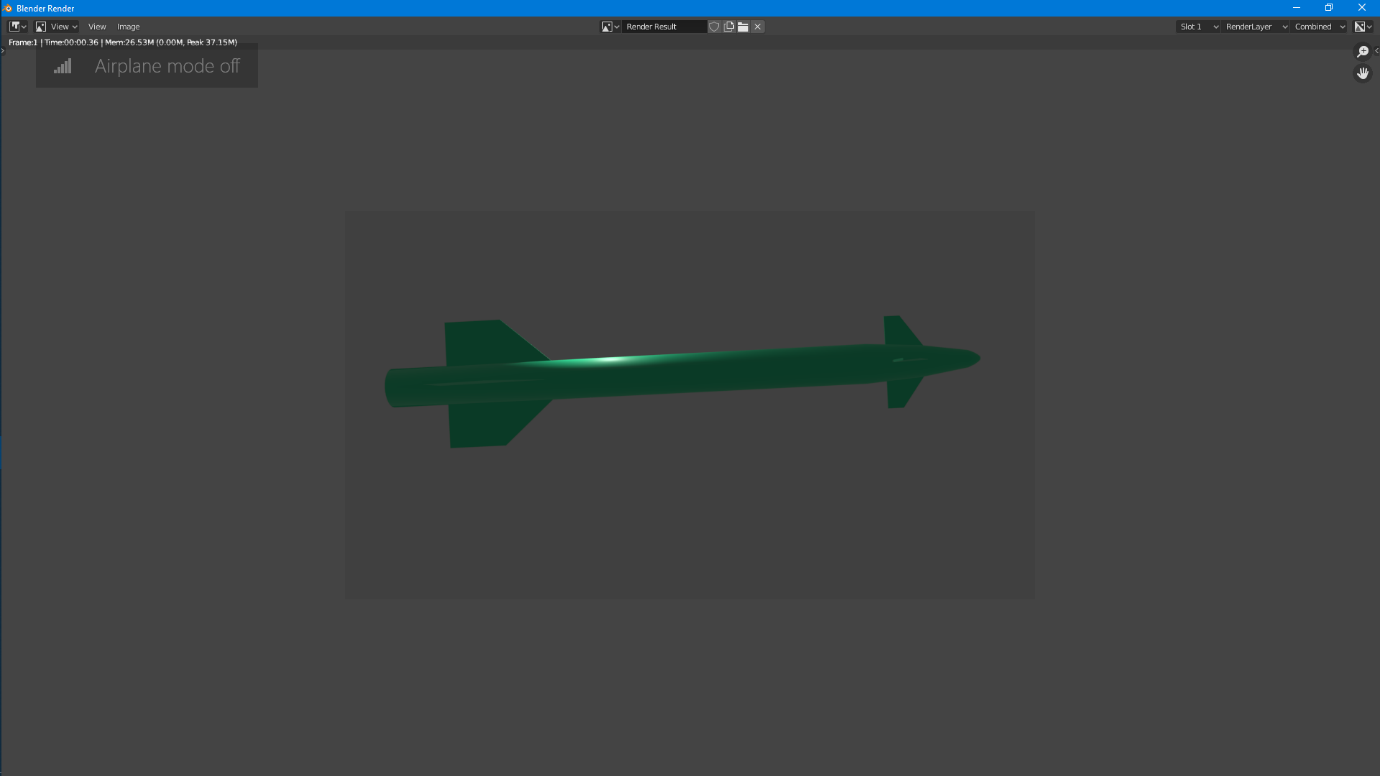 Blender Render
View View Image Render Result Slot 1 RenderLayer Combined
Frame:1 | Time:00:00.36 | Mem:26.53M (0.00M, Peak 37.15M)
Airplane mode off